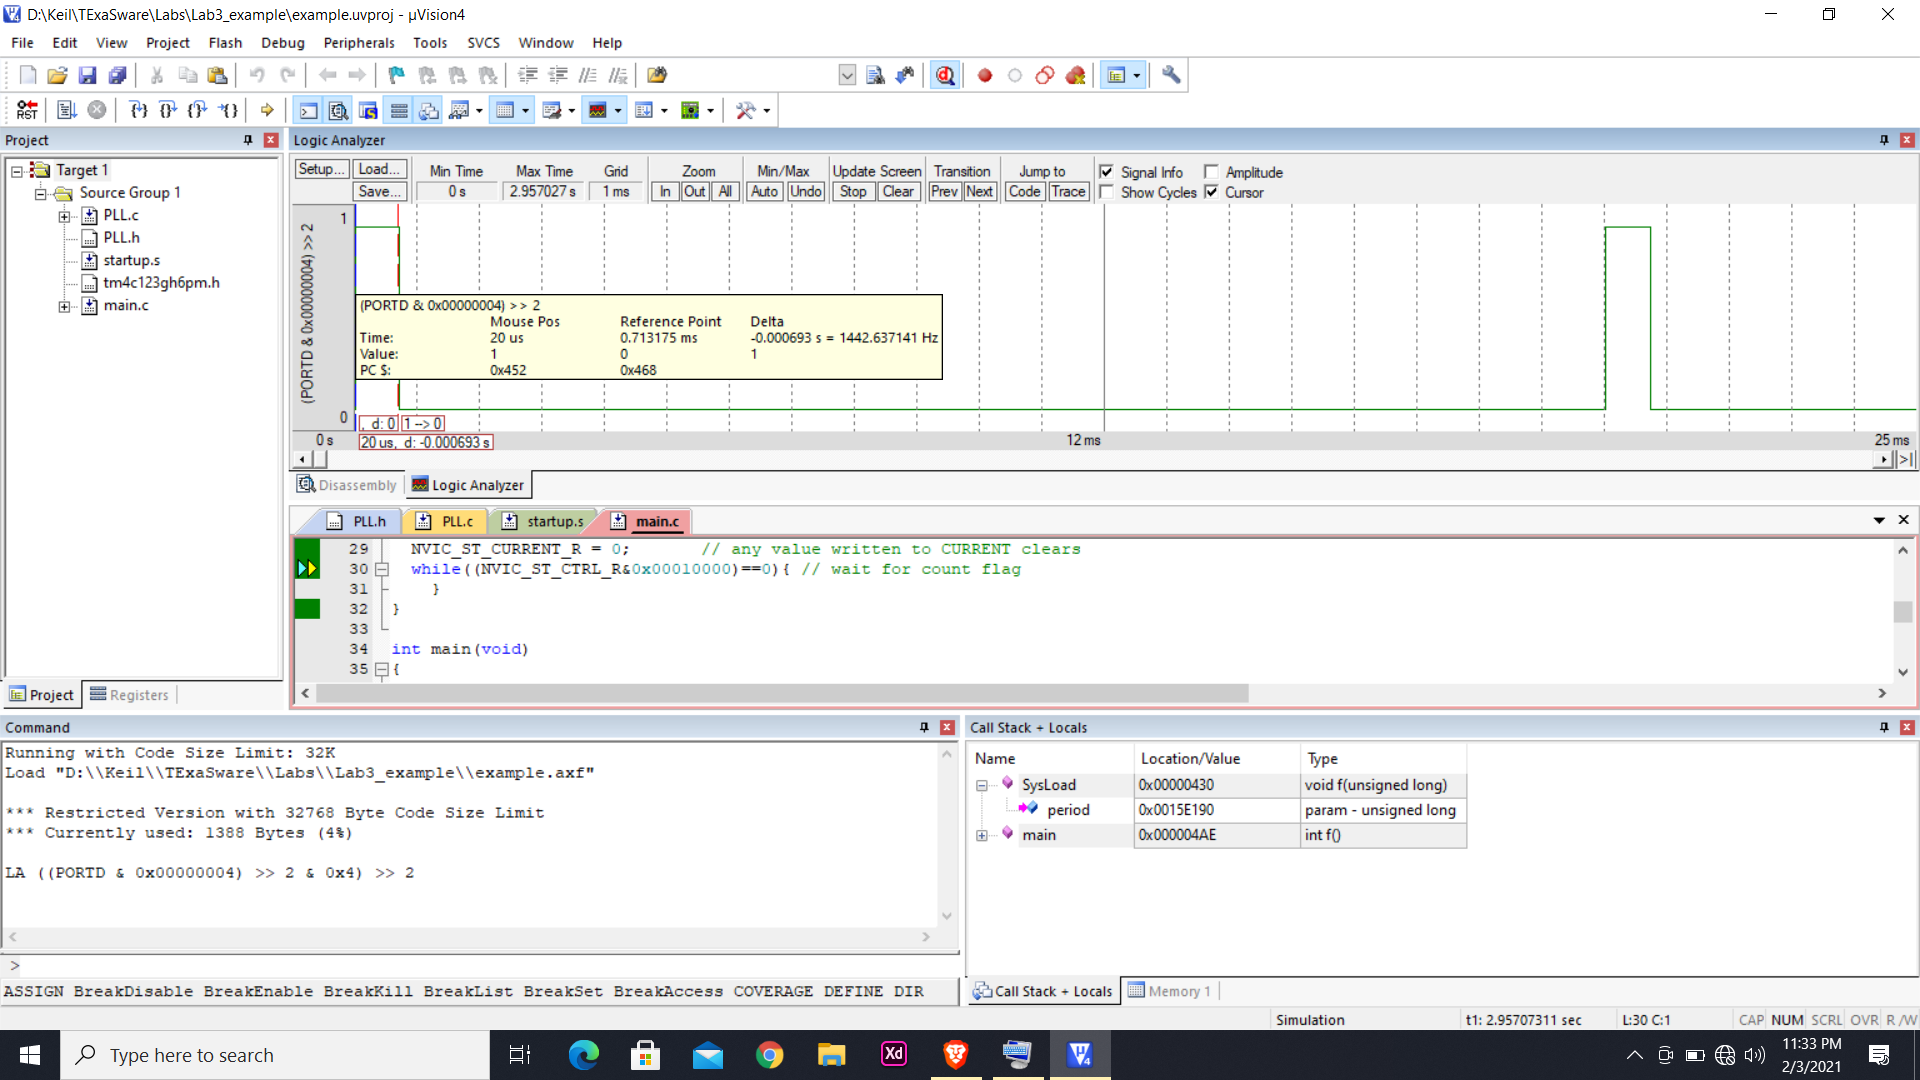 D:\Keil\TExaSware\Labs\Lab3_example\example.uvproj - µVision4
File Edit View Project Flash Debug Peripherals Tools SVCS Window Help
RST
Project
Target 1
Source Group 1
PLL.c
PLL.h
startup.s
tm4c123gh6pm.h
main.c
Project Registers
Logic Analyzer
Setup... Load... Min Time Max Time Grid Zoom Min/Max Update Screen Transition Jump to Signal Info Amplitude
Save... 0 s 2.957027 s 1 ms In Out All Auto Undo Stop Clear Prev Next Code Trace Show Cycles Cursor
(PORTD & 0x00000004) >> 2
1
(PORTD & 0x00000004) >> 2
Mouse Pos Reference Point Delta
Time: 20 us 0.713175 ms -0.000693 s = 1442.637141 Hz
Value: 1 0 1
PC $: 0x452 0x468
0
, d: 0 1 --> 0
0 s 20 us, d: -0.000693 s 12 ms 25 ms
Disassembly Logic Analyzer
PLL.h PLL.c startup.s main.c
29 NVIC_ST_CURRENT_R = 0; // any value written to CURRENT clears
30 while((NVIC_ST_CTRL_R&0x00010000)==0){ // wait for count flag
31 }
32 }
33
34 int main(void)
35 {
Command
Running with Code Size Limit: 32K
Load "D:\\Keil\\TExaSware\\Labs\\Lab3_example\\example.axf"
*** Restricted Version with 32768 Byte Code Size Limit
*** Currently used: 1388 Bytes (4%)
LA ((PORTD & 0x00000004) >> 2 & 0x4) >> 2
>
ASSIGN BreakDisable BreakEnable BreakKill BreakList BreakSet BreakAccess COVERAGE DEFINE DIR
Call Stack + Locals
Name Location/Value Type
SysLoad 0x00000430 void f(unsigned long)
period 0x0015E190 param - unsigned long
main 0x000004AE int f()
Call Stack + Locals Memory 1
Simulation t1: 2.95707311 sec L:30 C:1 CAP NUM SCRL OVR R/W
Type here to search
Xd
11:33 PM
2/3/2021